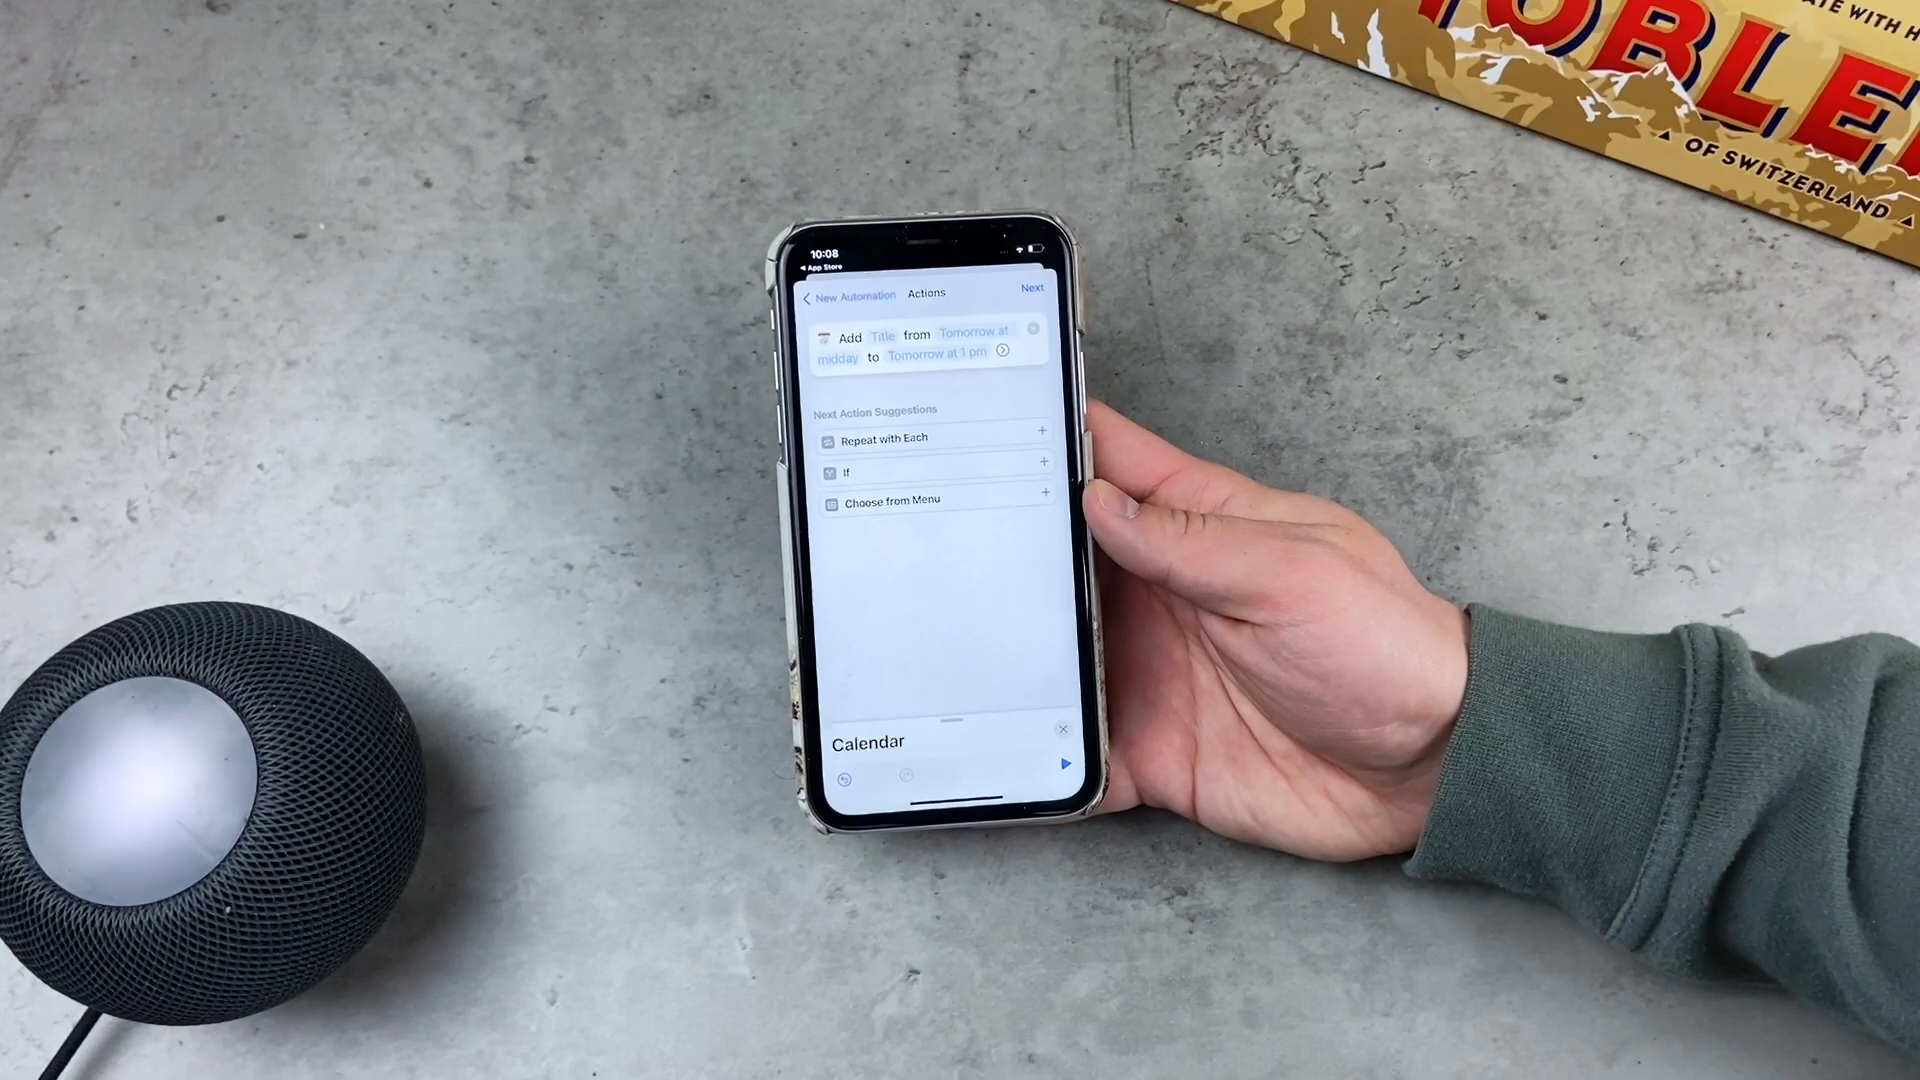 ATE WITH H
OBLE
OF SWITZERLAND
10:08
App Store
New Automation
Actions
Next
Add Title from Tomorrow at
midday to Tomorrow at 1 pm
Next Action Suggestions
Repeat with Each
If
Choose from Menu
Calendar